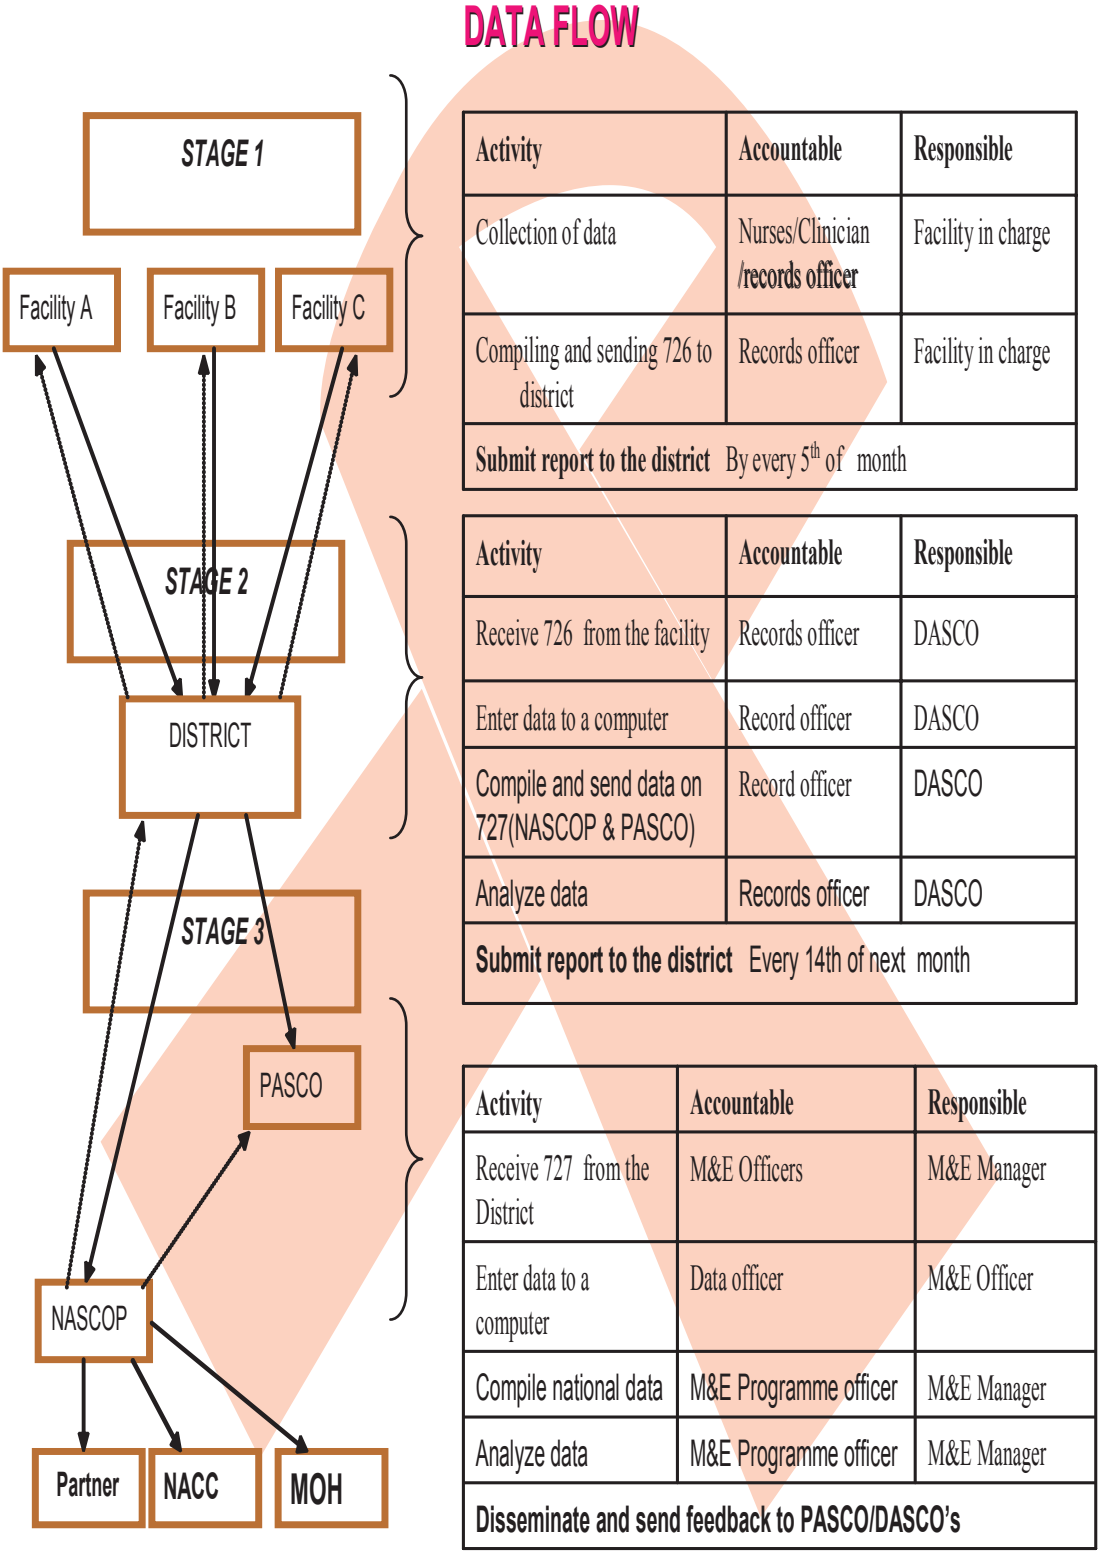 DATA FLOW
STAGE 1
Facility A
Facility B
Facility C
STAGE 2
DISTRICT
STAGE 3
PASCO
NASCOP
Partner
NACC
MOH
Activity Accountable Responsible
Collection of data Nurses/Clinician Facility in charge
/records officer
Compiling and sending 726 to Records officer Facility in charge
district
Submit report to the district By every 5th of month
Activity Accountable Responsible
Receive 726 from the facility Records officer DASCO
Enter data to a computer Record officer DASCO
Compile and send data on Record officer DASCO
727(NASCOP & PASCO)
Analyze data Records officer DASCO
Submit report to the district Every 14th of next month
Activity Accountable Responsible
Receive 727 from the M&E Officers M&E Manager
District
Enter data to a Data officer M&E Officer
computer
Compile national data M&E Programme officer M&E Manager
Analyze data M&E Programme officer M&E Manager
Disseminate and send feedback to PASCO/DASCO's